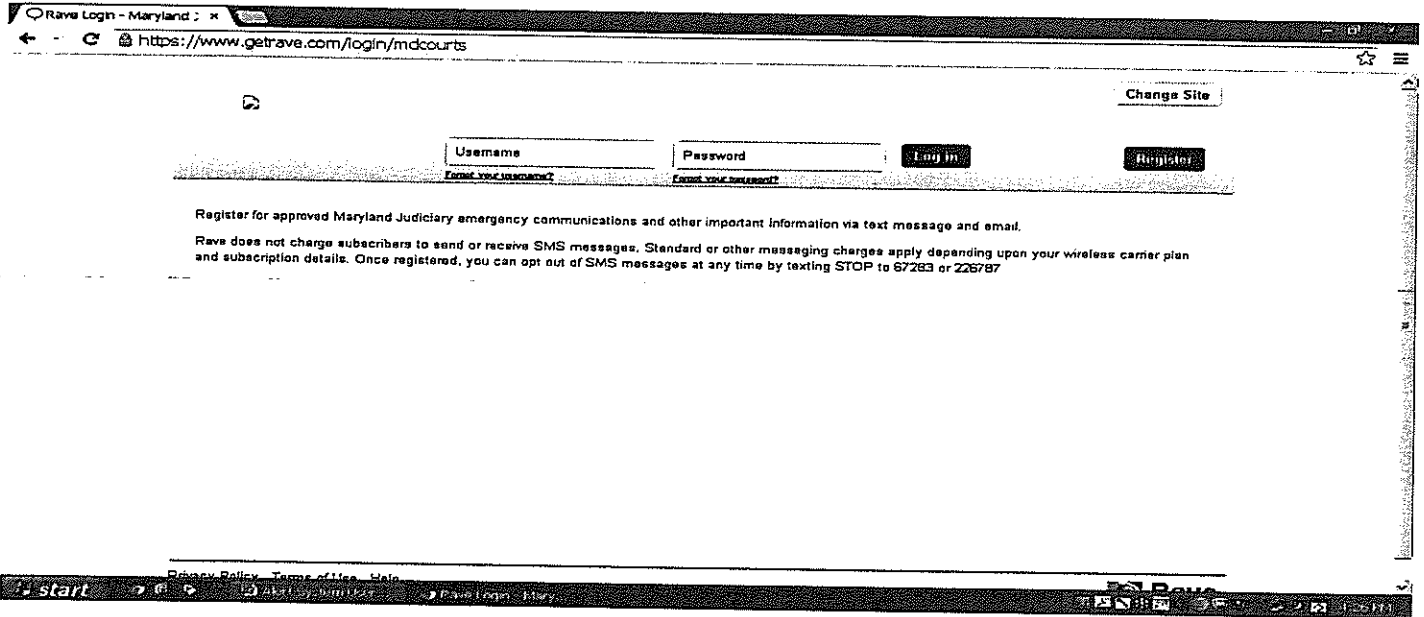 Rave Login - Maryland J ×
https://www.getrave.com/login/mdcourts
Change Site
Username
Password
Log in
Register
Forgot your username?
Forgot your password?
Register for approved Maryland Judiciary emergency communications and other important information via text message and email.
Rave does not charge subscribers to send or receive SMS messages. Standard or other messaging charges apply depending upon your wireless carrier plan
and subscription details. Once registered, you can opt out of SMS messages at any time by texting STOP to 67283 or 226787
Privacy Policy Terms of Use Help
Rave
start
Rave Login - Mary...